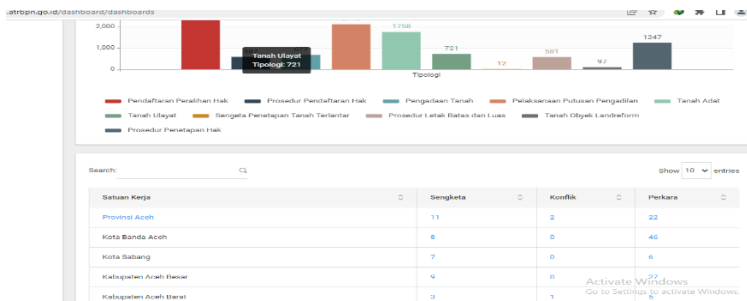 atrbpn.go.id/dashboard/dashboards
2,000
1,000
0
1758
721
12
581
97
1247
Tanah Ulayat
Tipologi: 721
Tipologi
Pendaftaran Peralihan Hak Prosedur Pendaftaran Hak Pengadaan Tanah Pelaksanaan Putusan Pengadilan Tanah Adat
Tanah Ulayat Sengeta Penetapan Tanah Terlantar Prosedur Letak Batas dan Luas Tanah Obyek Landreform
Prosedur Penetapan Hak
Search: Show 10 entries
Satuan Kerja Sengketa Konflik Perkara
Provinsi Aceh 11 2 22
Kota Banda Aceh 8 0 46
Kota Sabang 7 0 6
Kabupaten Aceh Besar 9 0 27
Kabupaten Aceh Barat 3 1 5
Activate Windows
Go to Settings to activate Windows.